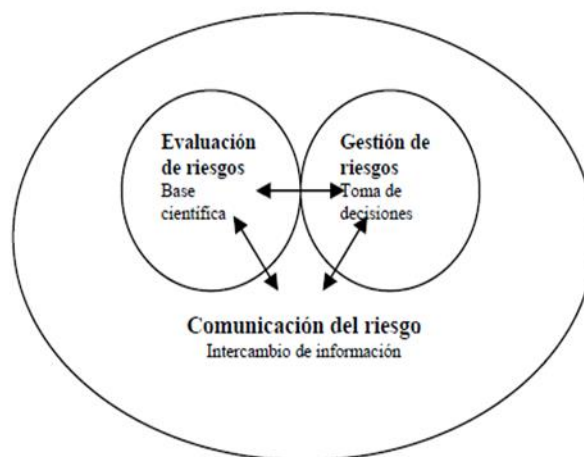 Evaluación
de riesgos
Base
científica
Gestión de
riesgos
Toma de
decisiones
Comunicación del riesgo
Intercambio de información